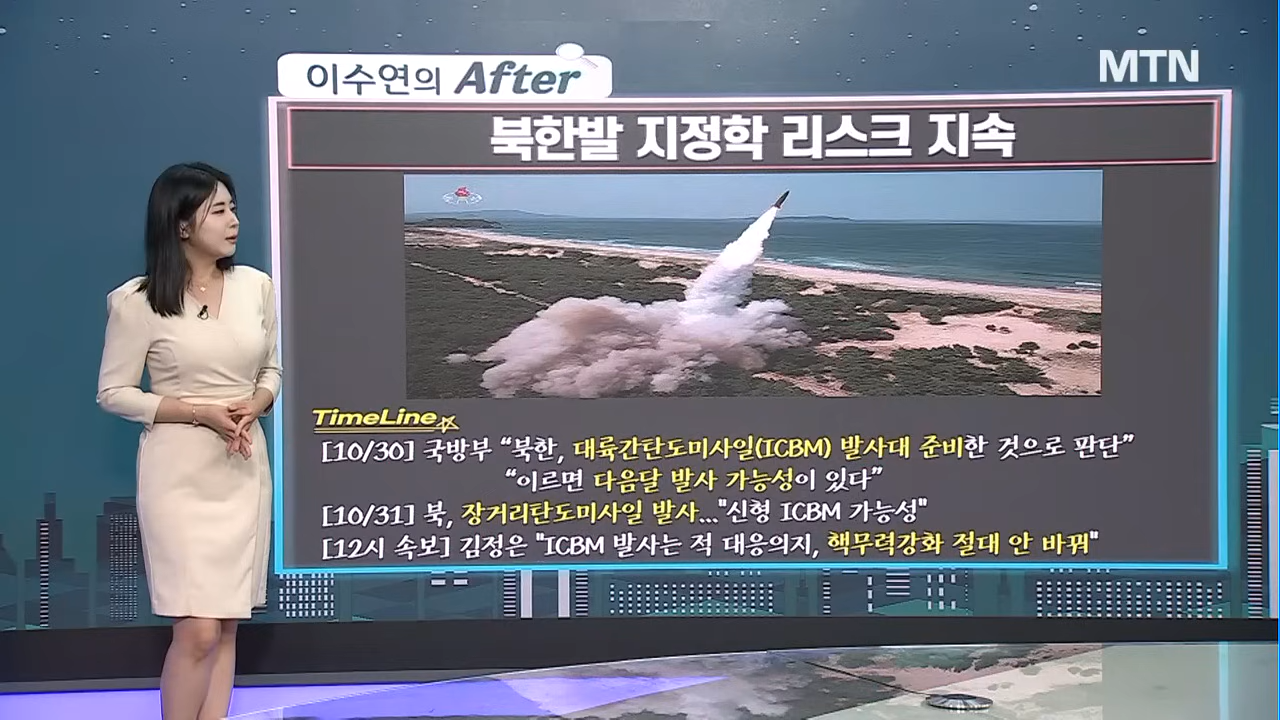 이수연의 After
MTN
북한발 지정학 리스크 지속
TimeLine
[10/30] 국방부 “북한, 대륙간탄도미사일(ICBM) 발사대 준비한 것으로 판단”
“이르면 다음달 발사 가능성이 있다”
[10/31] 북, 장거리탄도미사일 발사..."신형 ICBM 가능성"
[12시 속보] 김정은 "ICBM 발사는 적 대응의지, 핵무력강화 절대 안 바꿔"